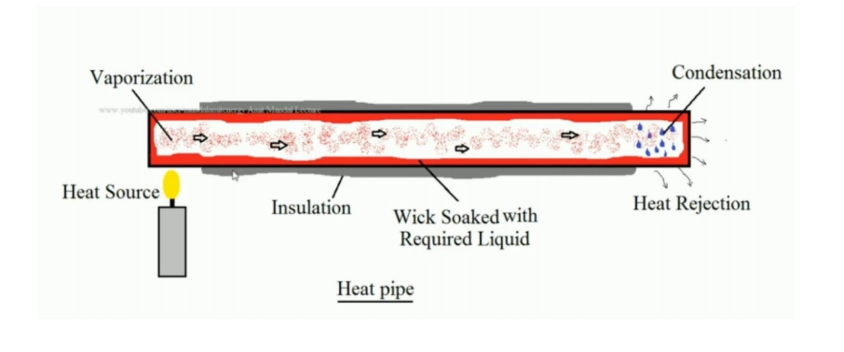 Vaporization
Condensation
Heat Source
Insulation
Wick Soaked with
Required Liquid
Heat Rejection
Heat pipe